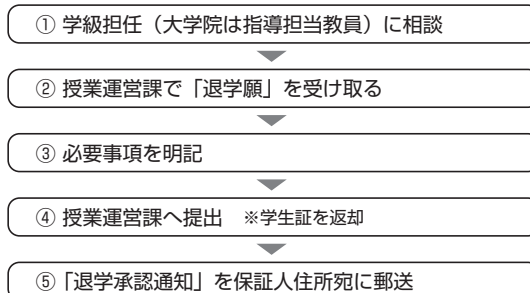 ① 学級担任（大学院は指導担当教員）に相談
② 授業運営課で「退学願」を受け取る
③ 必要事項を明記
④ 授業運営課へ提出　※学生証を返却
⑤「退学承認通知」を保証人住所宛に郵送